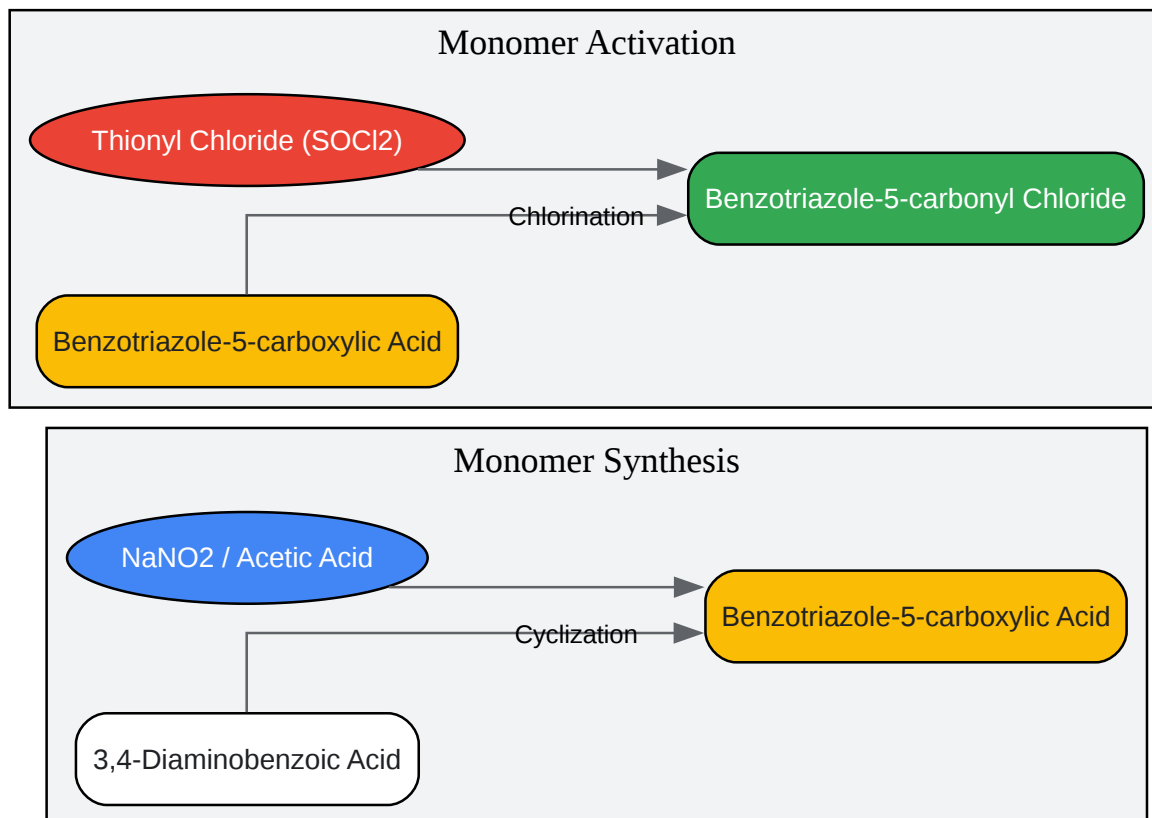 Monomer Activation
Thionyl Chloride (SOCl2)
Benzotriazole-5-carbonyl Chloride
Chlorination
Benzotriazole-5-carboxylic Acid
Monomer Synthesis
NaNO2 / Acetic Acid
Benzotriazole-5-carboxylic Acid
Cyclization
3,4-Diaminobenzoic Acid